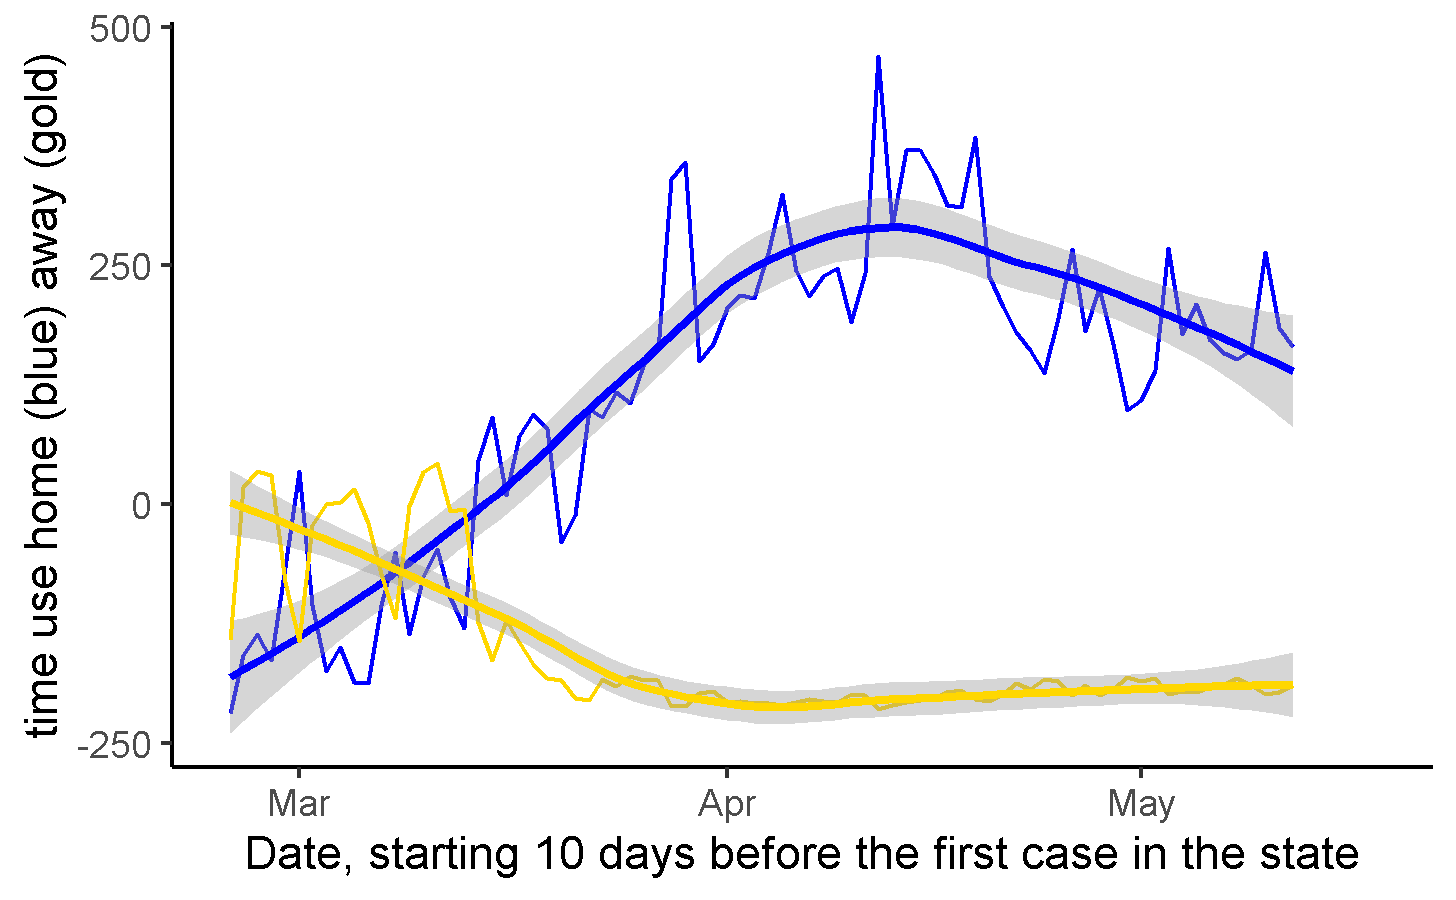 time use home (blue) away (gold)
500
250
0
-250
Mar
Apr
May
Date, starting 10 days before the first case in the state